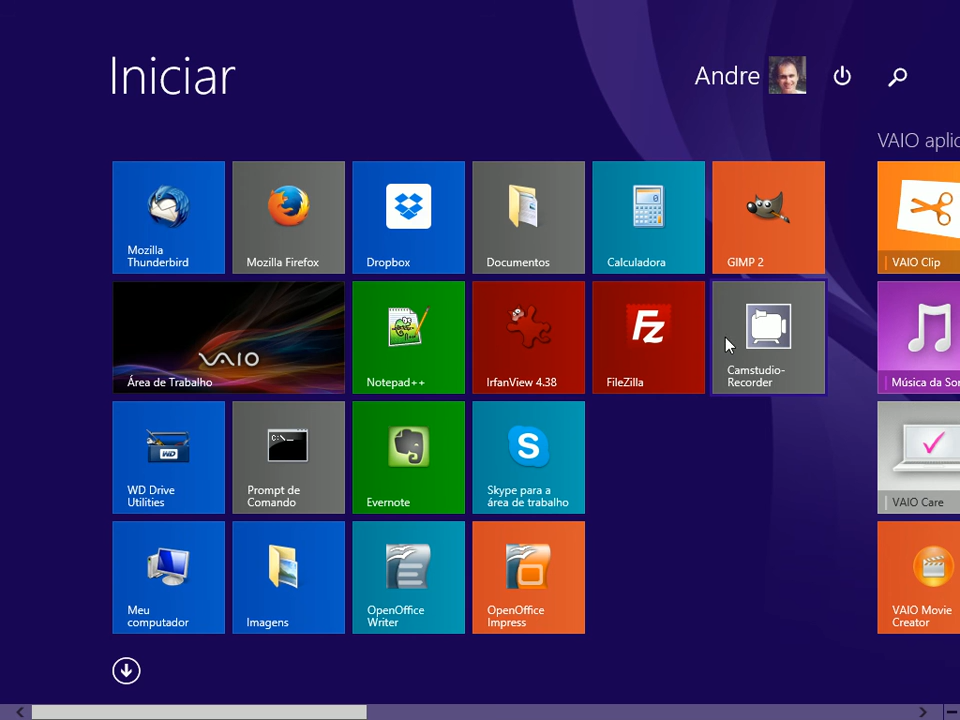 Iniciar
Andre
VAIO aplic
Mozilla
Thunderbird
Mozilla Firefox
Dropbox
Documentos
0
Calculadora
GIMP 2
VAIO Clip
VAIO
Área de Trabalho
Notepad++
IrfanView 4.38
Fz
FileZilla
Camstudio-
Recorder
Música da Son
WD
WD Drive
Utilities
C:\_
Prompt de
Comando
Evernote
S
Skype para a
área de trabalho
VAIO Care
Meu
computador
Imagens
OpenOffice
Writer
OpenOffice
Impress
VAIO Movie
Creator